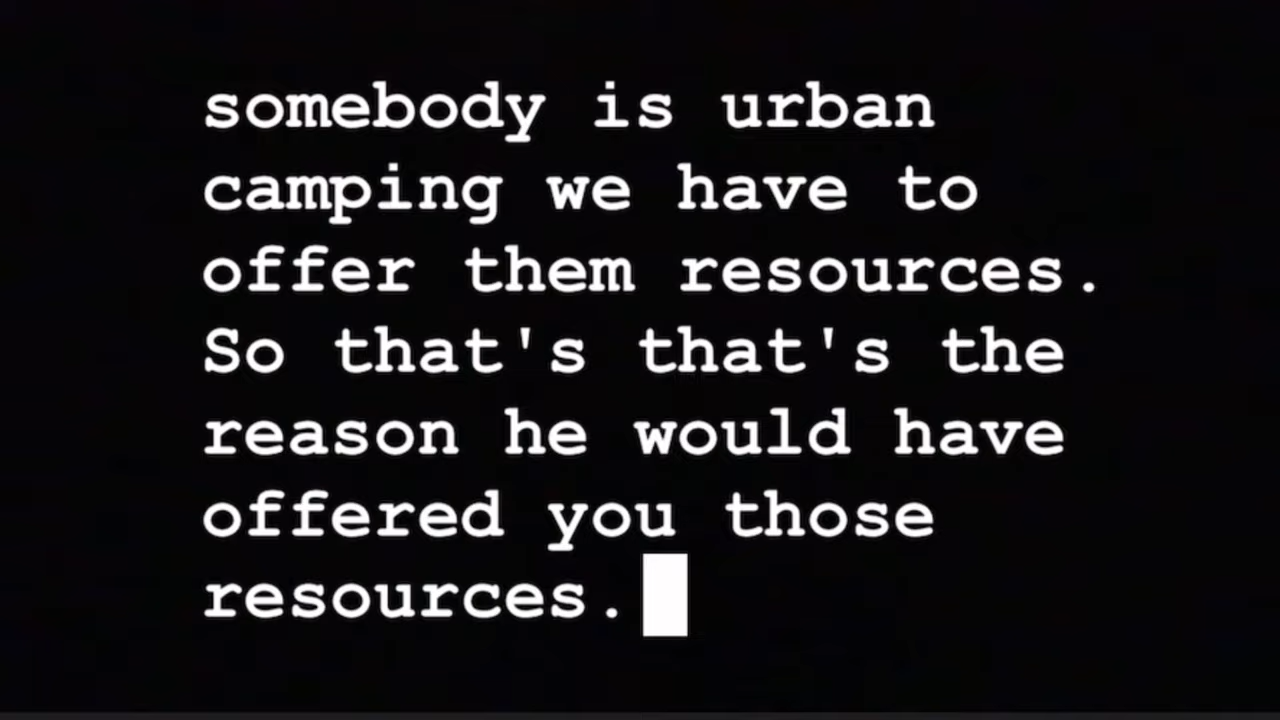 somebody is urban
camping we have to
offer them resources.
So that's that's the
reason he would have
offered you those
resources.